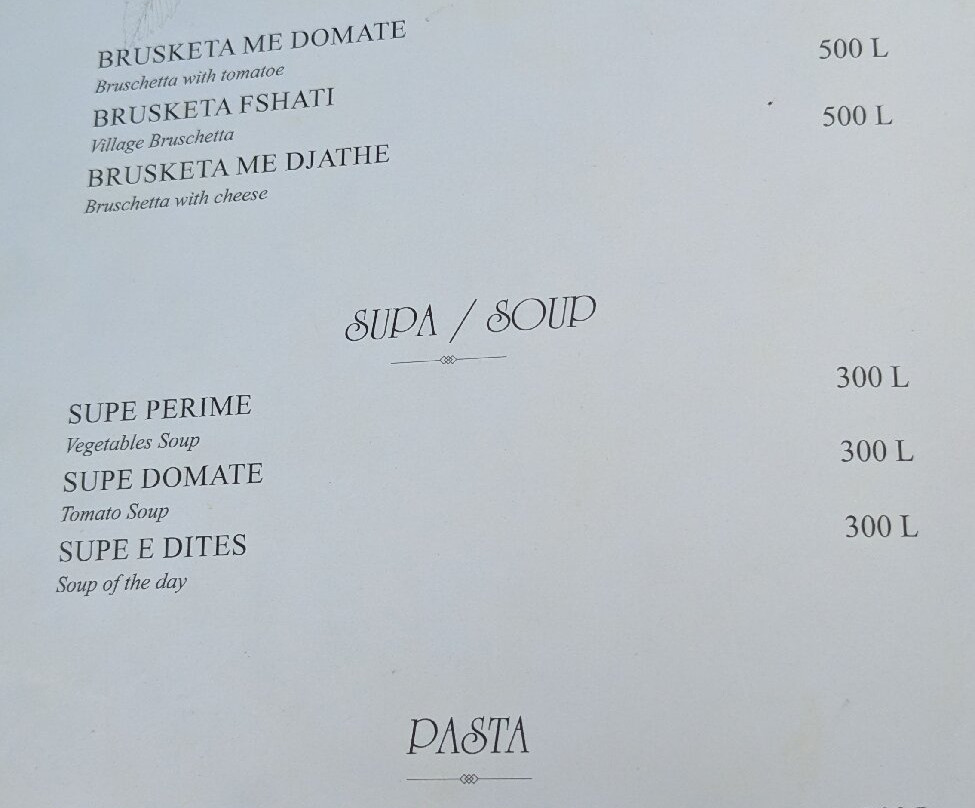 BRUSKETA ME DOMATE
Bruschetta with tomatoe
500 L
BRUSKETA FSHATI
Village Bruschetta
500 L
BRUSKETA ME DJATHE
Bruschetta with cheese
SUPA / SOUP
SUPE PERIME 300 L
Vegetables Soup
SUPE DOMATE 300 L
Tomato Soup
SUPE E DITES 300 L
Soup of the day
PASTA